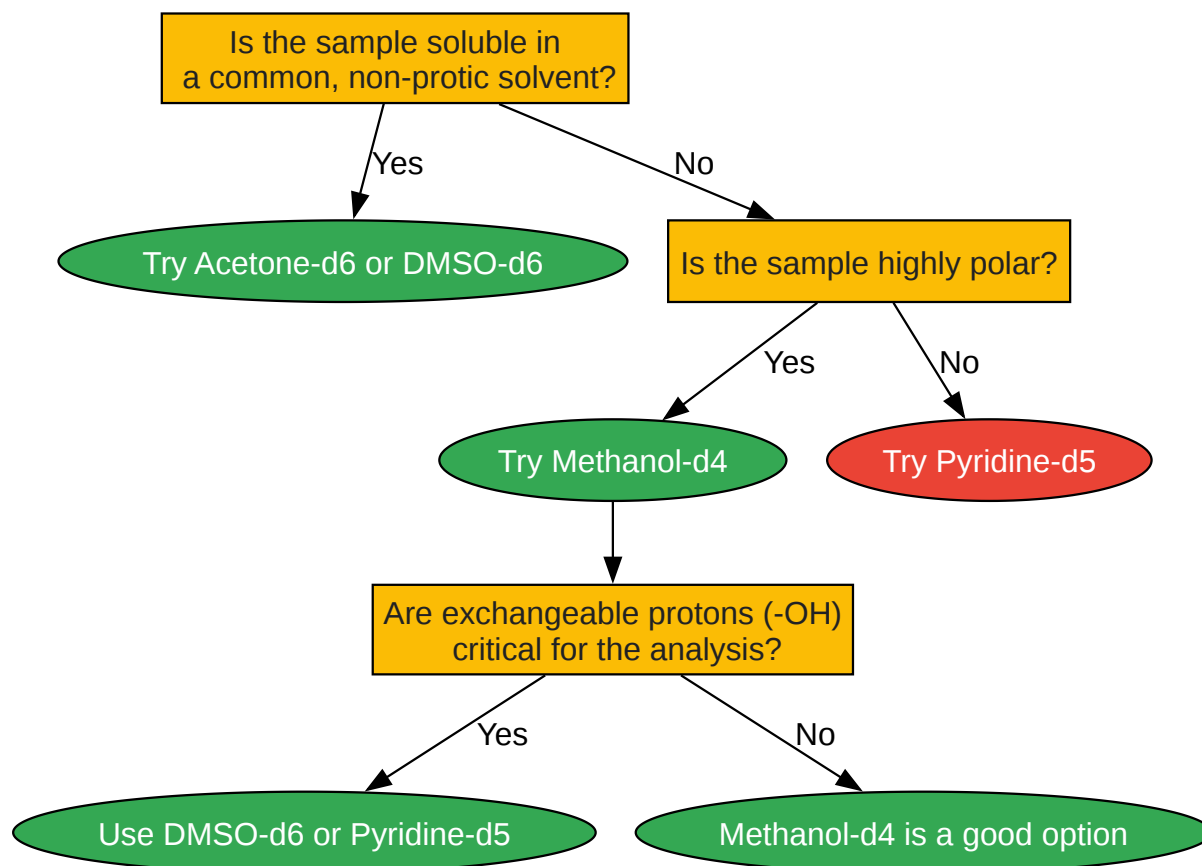 Is the sample soluble in
a common, non-protic solvent?
Yes
No
Try Acetone-d6 or DMSO-d6
Is the sample highly polar?
Yes
No
Try Methanol-d4
Try Pyridine-d5
Are exchangeable protons (-OH)
critical for the analysis?
Yes
No
Use DMSO-d6 or Pyridine-d5
Methanol-d4 is a good option